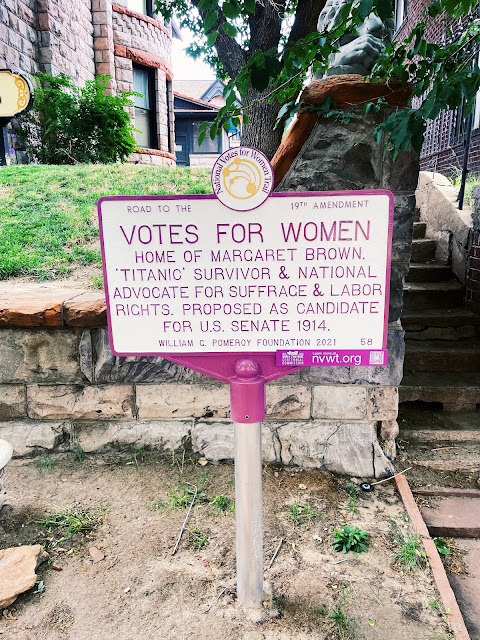 National Votes for Women Trail
ROAD TO THE 19TH AMENDMENT
VOTES FOR WOMEN
HOME OF MARGARET BROWN,
'TITANIC' SURVIVOR & NATIONAL
ADVOCATE FOR SUFFRAGE & LABOR
RIGHTS. PROPOSED AS CANDIDATE
FOR U.S. SENATE 1914.
WILLIAM G. POMEROY FOUNDATION 2021 58
Learn more at
nvwt.org